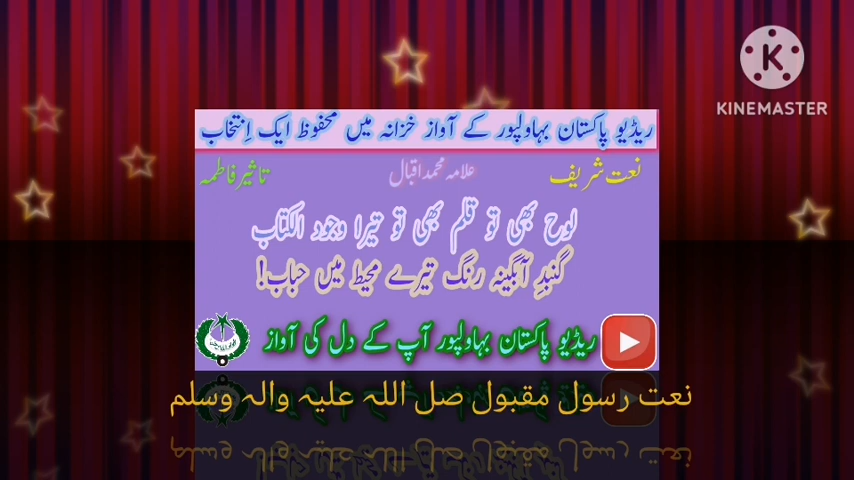 KINEMASTER
ریڈیو پاکستان بہاولپور کے آواز خزانہ میں محفوظ ایک اِنتخاب
نعت شریف علامہ محمد اقبال تاثیر فاطمہ
لوح بھی تو قلم بھی تو تیرا وجود الکتاب
گنبدِ آبگینہ رنگ تیرے محیط میں حباب!
ریڈیو پاکستان بہاولپور آپ کے دل کی آواز
نعت رسول مقبول صل اللہ علیہ والہ وسلم